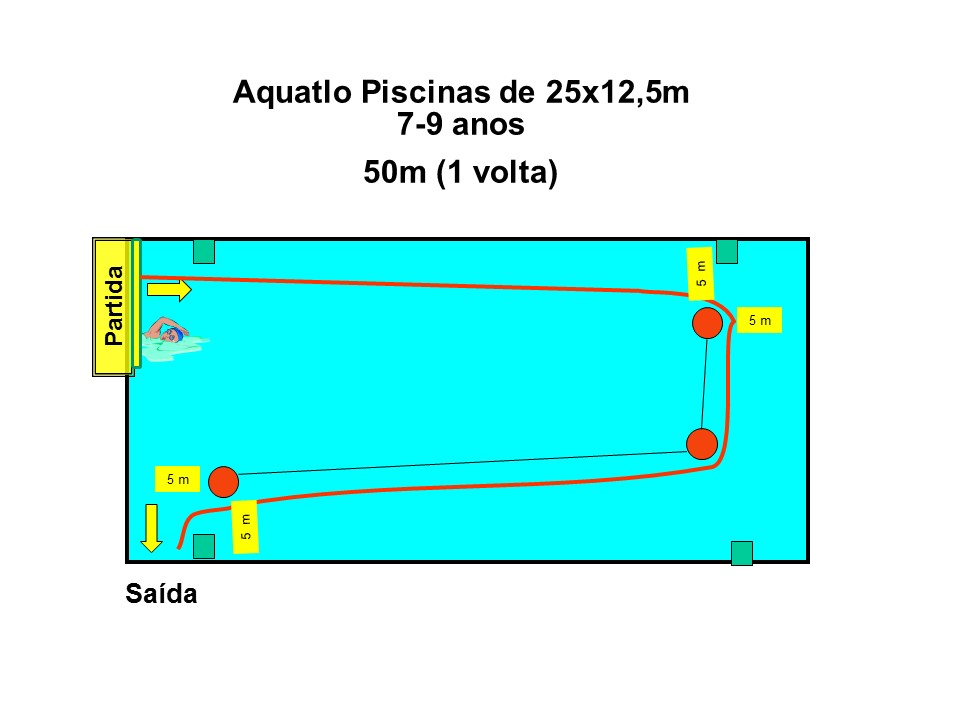 Aquatlo Piscinas de 25x12,5m
7-9 anos
50m (1 volta)
Partida
5 m
5 m
5 m
5 m
Saída